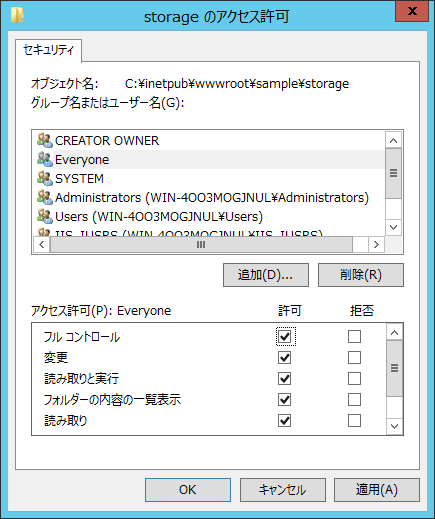 storage のアクセス許可
x
セキュリティ
オブジェクト名: C:¥inetpub¥wwwroot¥sample¥storage
グループ名またはユーザー名(G):
CREATOR OWNER
Everyone
SYSTEM
Administrators (WIN-4OO3MOGJNUL¥Administrators)
Users (WIN-4OO3MOGJNUL¥Users)
IIS_IUSRS (WIN-4OO3MOGJNUL¥IIS_IUSRS)
追加(D)... 削除(R)
アクセス許可(P): Everyone 許可 拒否
フル コントロール
変更
読み取りと実行
フォルダーの内容の一覧表示
読み取り
OK キャンセル 適用(A)